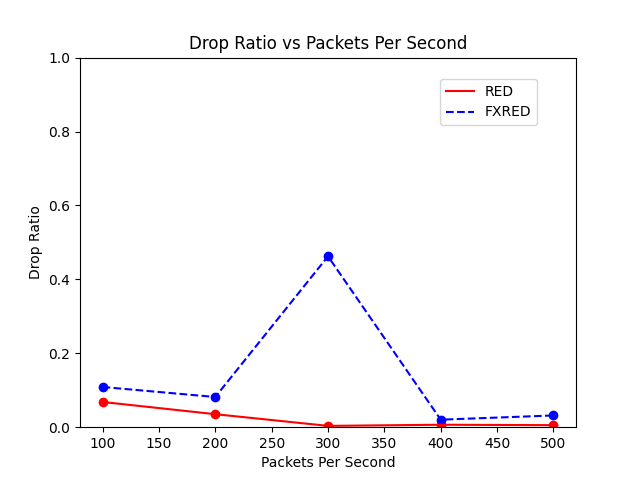 Drop Ratio vs Packets Per Second
1.0
0.8
0.6
0.4
0.2
0.0
Drop Ratio
RED
FXRED
100 150 200 250 300 350 400 450 500
Packets Per Second